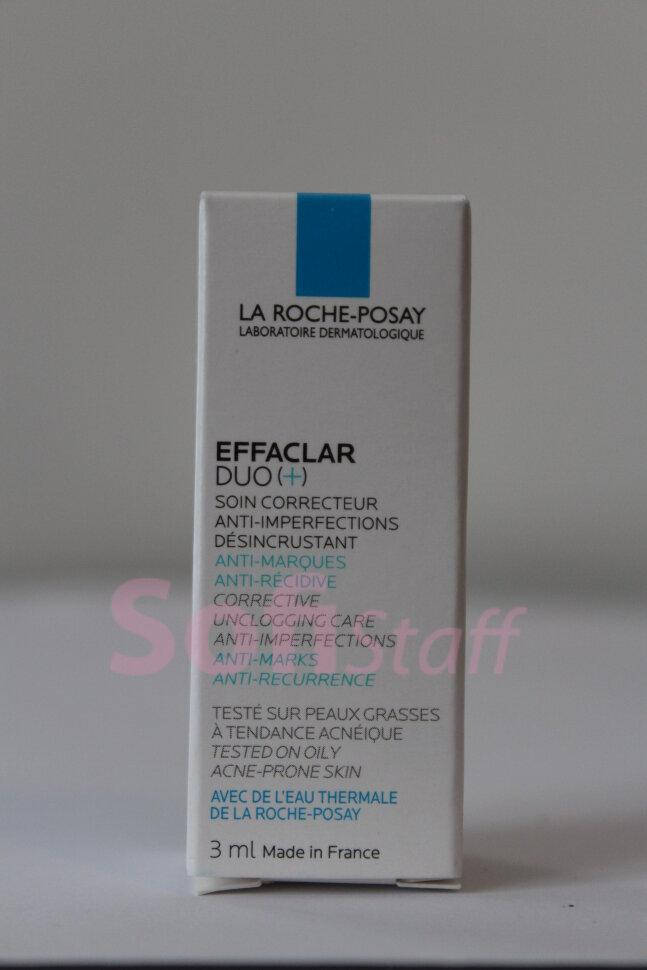 LA ROCHE-POSAY
LABORATOIRE DERMATOLOGIQUE
EFFACLAR
DUO (+)
SOIN CORRECTEUR
ANTI-IMPERFECTIONS
DÉSINCRUSTANT
ANTI-MARQUES
ANTI-RÉCIDIVE
CORRECTIVE
UNCLOGGING CARE
ANTI-IMPERFECTIONS
ANTI-MARKS
ANTI-RECURRENCE
TESTÉ SUR PEAUX GRASSES
À TENDANCE ACNÉIQUE
TESTED ON OILY
ACNE-PRONE SKIN
AVEC DE L'EAU THERMALE
DE LA ROCHE-POSAY
3 ml Made in France
Staff